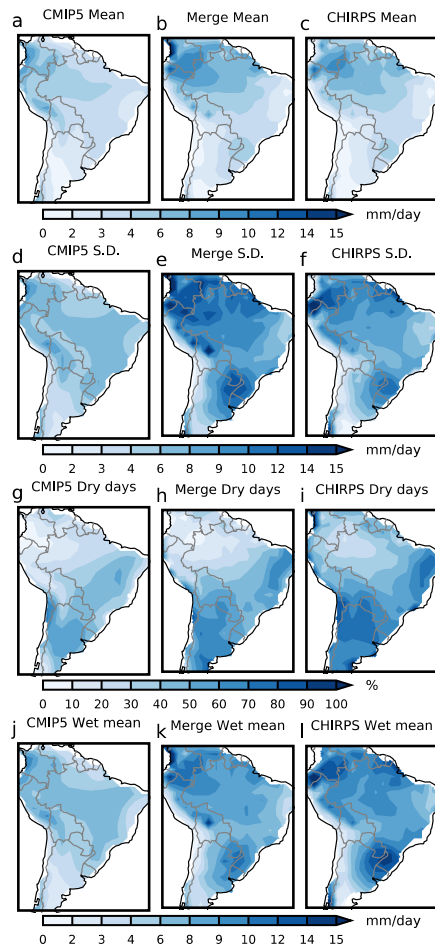 CMIP5 Mean Merge Mean CHIRPS Mean
a b c
0 2 3 4 6 8 10 12 14 15 mm/day
CMIP5 S.D. Merge S.D. CHIRPS S.D.
d e f
0 2 3 4 6 8 10 12 14 15 mm/day
CMIP5 Dry days Merge Dry days CHIRPS Dry days
g h i
0 10 20 30 40 50 60 70 80 90 100 %
CMIP5 Wet mean Merge Wet mean CHIRPS Wet mean
j k l
0 2 3 4 6 8 10 12 14 15 mm/day